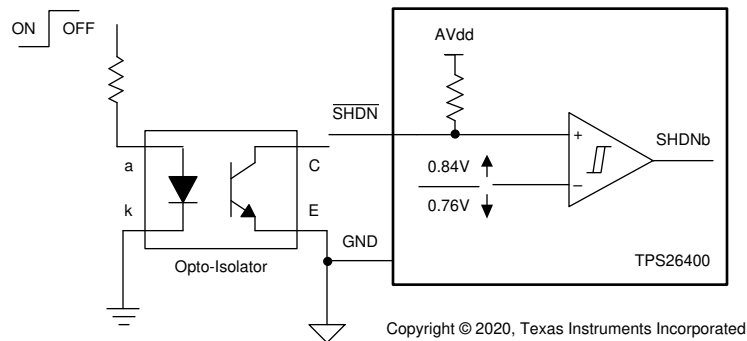 ON
OFF
AVdd
SHDN
SHDNb
a
C
+
0.84V
−
0.76V
k
E
GND
Opto-Isolator
TPS26400
Copyright © 2020, Texas Instruments Incorporated